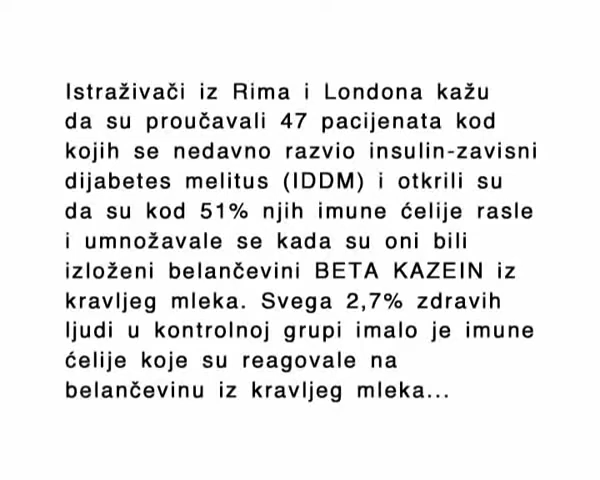 Istraživači iz Rima i Londona kažu
da su proučavali 47 pacijenata kod
kojih se nedavno razvio insulin-zavisni
dijabetes melitus (IDDM) i otkrili su
da su kod 51% njih imune ćelije rasle
i umnožavale se kada su oni bili
izloženi belančevini BETA KAZEIN iz
kravljeg mleka. Svega 2,7% zdravih
ljudi u kontrolnoj grupi imalo je imune
ćelije koje su reagovale na
belančevinu iz kravljeg mleka...